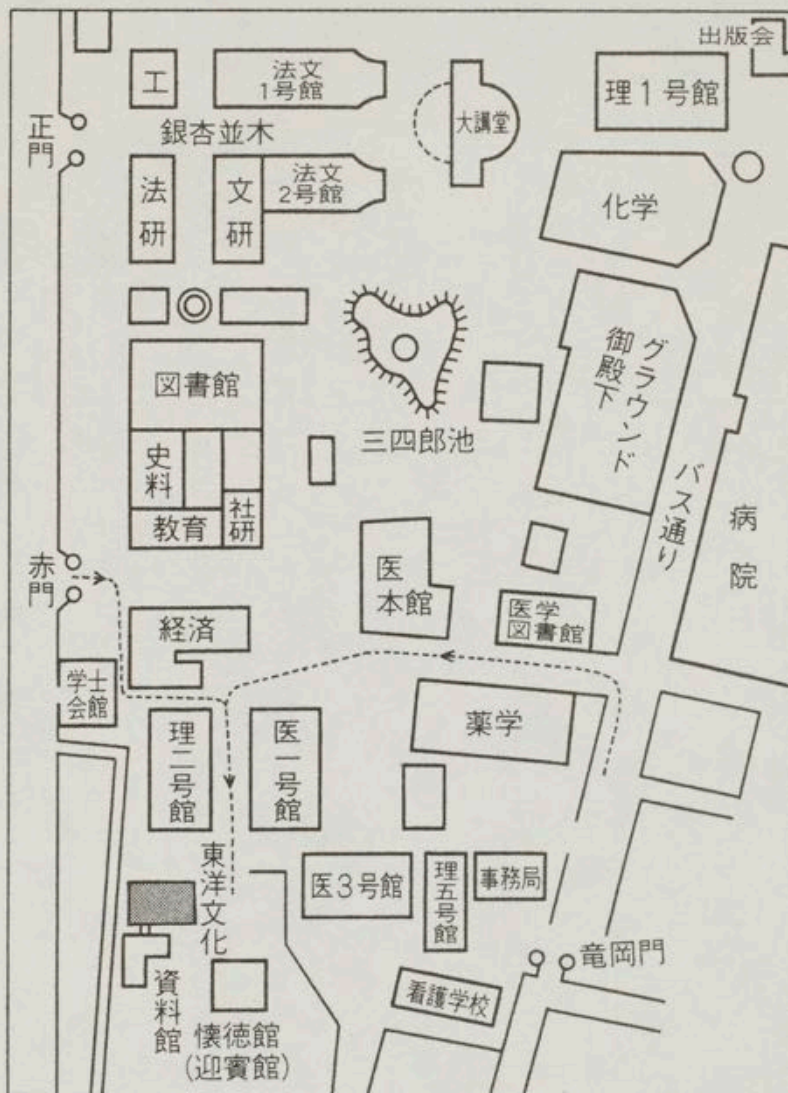 出版会
工
法文
1号館
大講堂
理1号館
正門
銀杏並木
法研
文研
法文
2号館
化学
図書館
三四郎池
御殿下
グラウンド
バス通り
病院
史料
教育
社研
赤門
医
本館
医学
図書館
経済
学士
会館
薬学
理二号館
医一号館
東洋文化
医3号館
理五号館
事務局
竜岡門
資料館
看護学校
懐徳館
(迎賓館)